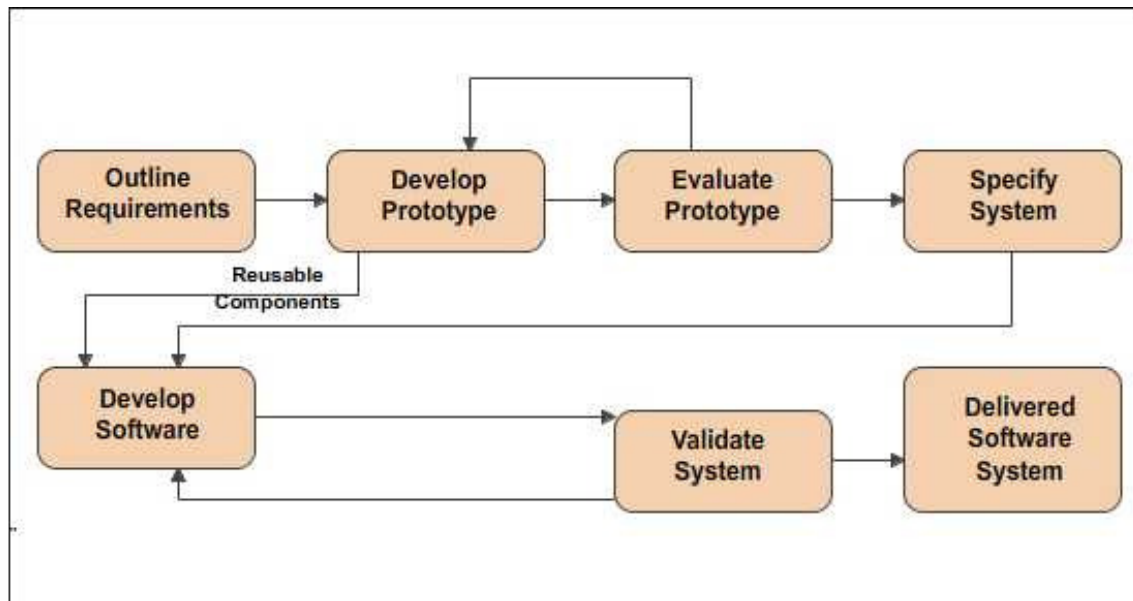 Outline
Requirements
Develop
Prototype
Evaluate
Prototype
Specify
System
Reusable
Components
Develop
Software
Validate
System
Delivered
Software
System